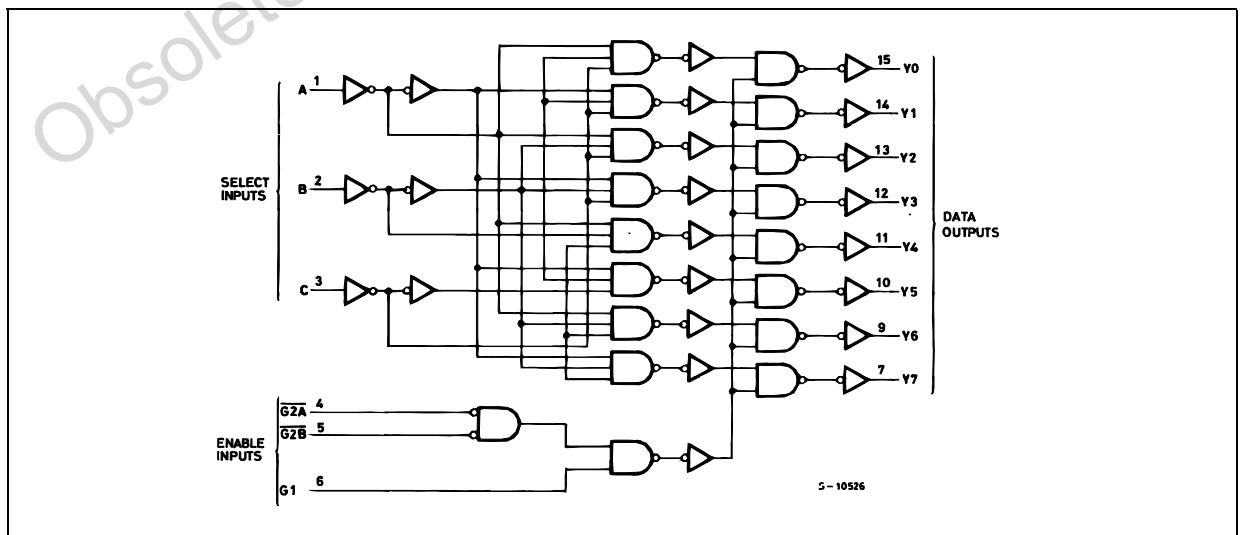 Obsolete
A 1
B 2
C 3
SELECT
INPUTS
15 Y0
14 Y1
13 Y2
12 Y3
11 Y4
10 Y5
9 Y6
7 Y7
DATA
OUTPUTS
ENABLE
INPUTS
G2A 4
G2B 5
G1 6
S-10526